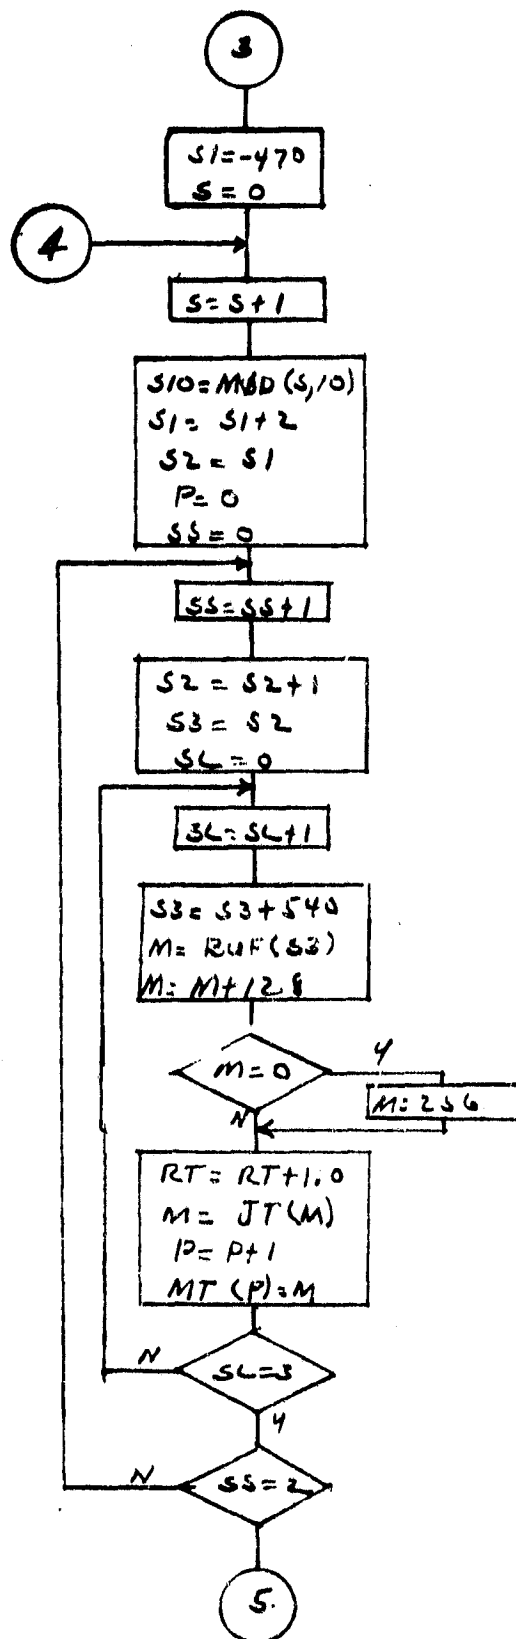 3
S1=-470
S=0
4
S=S+1
S10=MOD(S,10)
S1=S1+2
S2=S1
P=0
SS=0
SS=SS+1
S2=S2+1
S3=S2
SL=0
SL=SL+1
S3=S3+540
M=BUF(S3)
M=M+128
M=0
Y
M=256
N
RT=RT+1.0
M=JT(M)
P=P+1
MT(P)=M
N
SL=3
Y
N
SS=2
5.